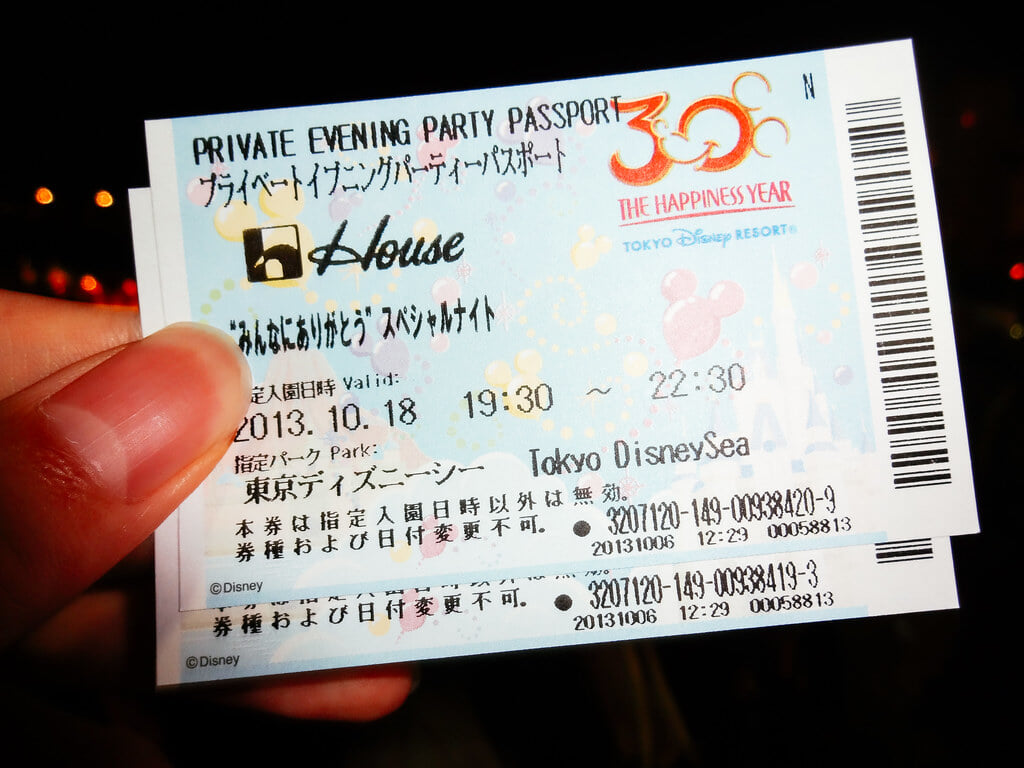 PRIVATE EVENING PARTY PASSPORT
プライベートイブニングパーティーパスポート
N
30
THE HAPPINESS YEAR
TOKYO Disney RESORT®
House
"みんなにありがとう" スペシャルナイト
定入園日時 Valid:
2013. 10. 18 19:30 ~ 22:30
指定パーク Park:
東京ディズニーシー Tokyo DisneySea
本券は指定入園日時以外は無効。
券種および日付変更不可。 ● 3207120-149-00938420-9
20131006 12:29 00058813
©Disney
券種および日付変更不可。 ● 3207120-149-00938419-3
20131006 12:29 00058813
©Disney